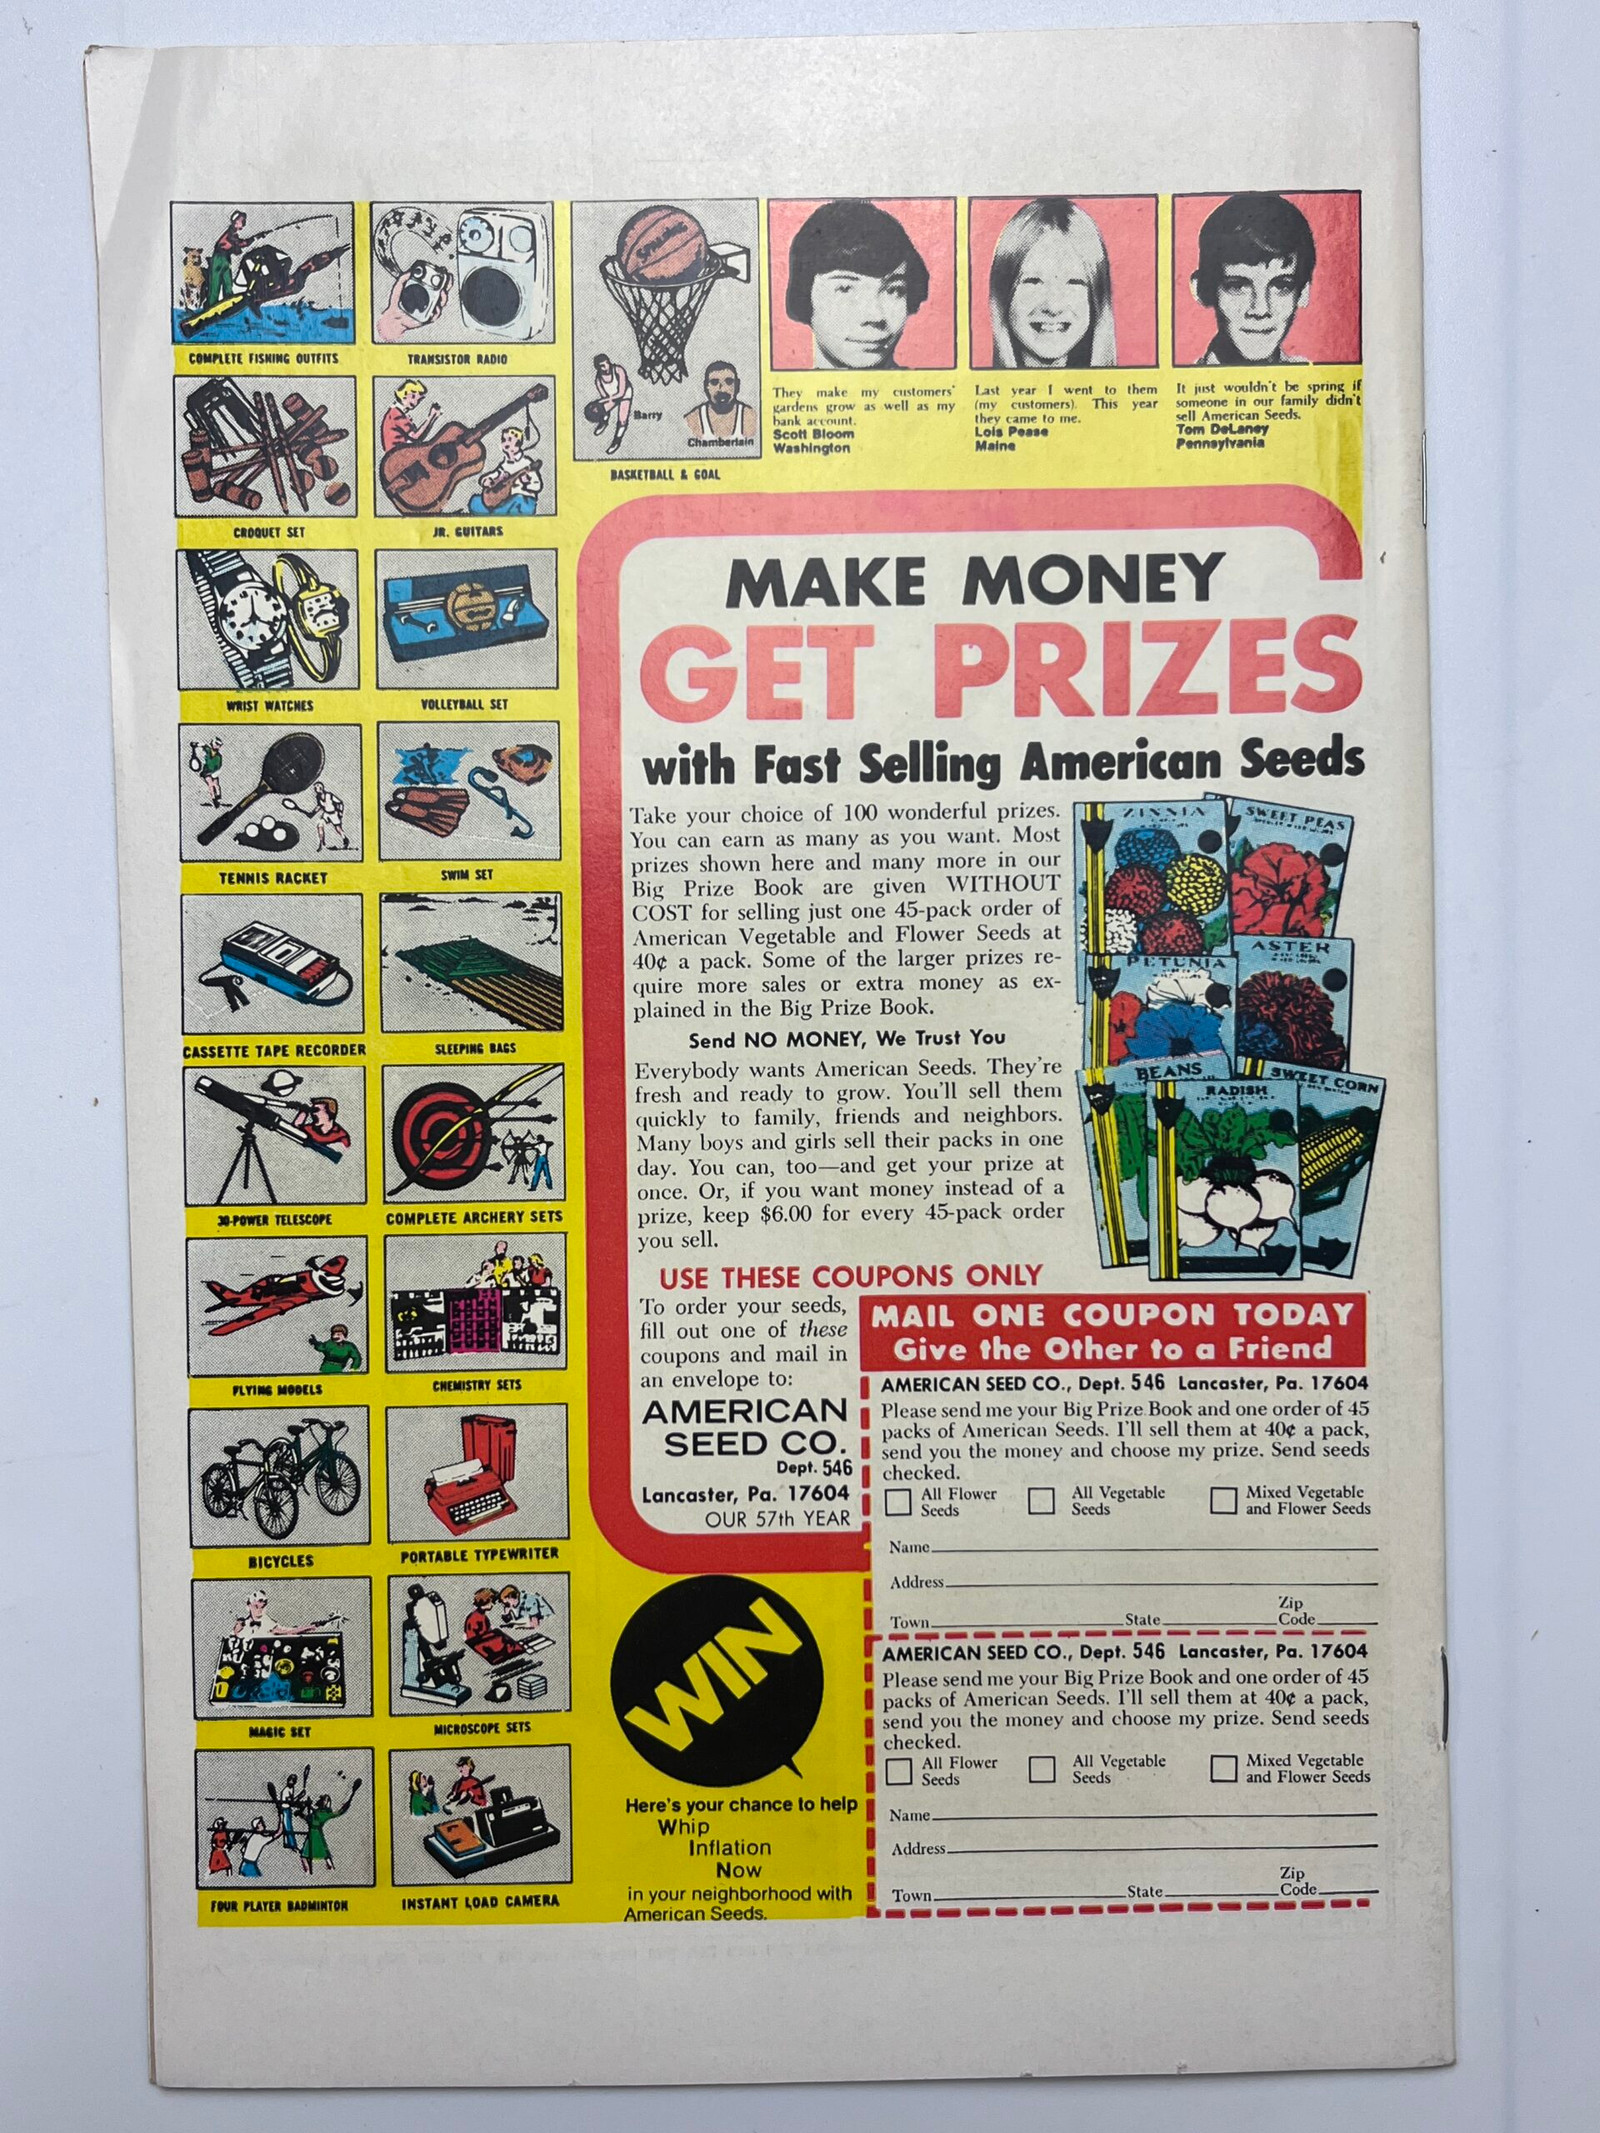 COMPLETE FISHING OUTFITS
TRANSISTOR RADIO
CROQUET SET
JR. GUITARS
WRIST WATCHES
VOLLEYBALL SET
TENNIS RACKET
SWIM SET
CASSETTE TAPE RECORDER
SLEEPING BAGS
30-POWER TELESCOPE
COMPLETE ARCHERY SETS
FLYING MODELS
CHEMISTRY SETS
BICYCLES
PORTABLE TYPEWRITER
MAGIC SET
MICROSCOPE SETS
FOUR PLAYER BADMINTON
INSTANT LOAD CAMERA
SPALDING
Barry
Chamberlain
BASKETBALL & GOAL
They make my customers'
gardens grow as well as my
bank account.
Scott Bloom
Washington
Last year I went to them
(my customers). This year
they came to me.
Lois Pease
Maine
It just wouldn't be spring if
someone in our family didn't
sell American Seeds.
Tom DeLaney
Pennsylvania
MAKE MONEY
GET PRIZES
with Fast Selling American Seeds
Take your choice of 100 wonderful prizes.
You can earn as many as you want. Most
prizes shown here and many more in our
Big Prize Book are given WITHOUT
COST for selling just one 45-pack order of
American Vegetable and Flower Seeds at
40¢ a pack. Some of the larger prizes re-
quire more sales or extra money as ex-
plained in the Big Prize Book.
Send NO MONEY, We Trust You
Everybody wants American Seeds. They're
fresh and ready to grow. You'll sell them
quickly to family, friends and neighbors.
Many boys and girls sell their packs in one
day. You can, too—and get your prize at
once. Or, if you want money instead of a
prize, keep $6.00 for every 45-pack order
you sell.
ZINNIA
SWEET PEAS
ASTER
PETUNIA
BEANS
RADISH
SWEET CORN
USE THESE COUPONS ONLY
To order your seeds,
fill out one of these
coupons and mail in
an envelope to:
AMERICAN
SEED CO.
Dept. 546
Lancaster, Pa. 17604
OUR 57th YEAR
MAIL ONE COUPON TODAY
Give the Other to a Friend
AMERICAN SEED CO., Dept. 546 Lancaster, Pa. 17604
Please send me your Big Prize Book and one order of 45
packs of American Seeds. I'll sell them at 40¢ a pack,
send you the money and choose my prize. Send seeds
checked.
All Flower Seeds
All Vegetable Seeds
Mixed Vegetable and Flower Seeds
Name
Address
Town State Zip Code
AMERICAN SEED CO., Dept. 546 Lancaster, Pa. 17604
Please send me your Big Prize Book and one order of 45
packs of American Seeds. I'll sell them at 40¢ a pack,
send you the money and choose my prize. Send seeds
checked.
All Flower Seeds
All Vegetable Seeds
Mixed Vegetable and Flower Seeds
Name
Address
Town State Zip Code
WIN
Here's your chance to help
Whip
Inflation
Now
in your neighborhood with
American Seeds.